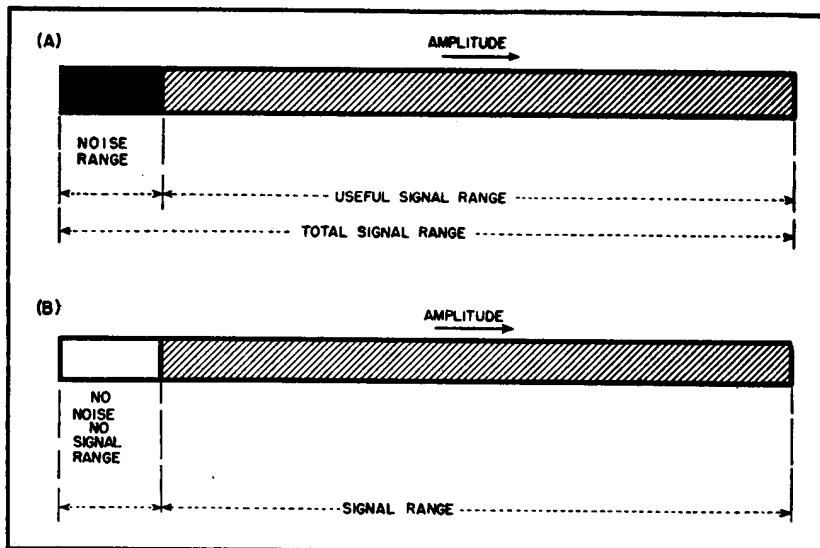 (A)
AMPLITUDE
NOISE
RANGE
USEFUL SIGNAL RANGE
TOTAL SIGNAL RANGE
(B)
AMPLITUDE
NO
NOISE
NO
SIGNAL
RANGE
SIGNAL RANGE